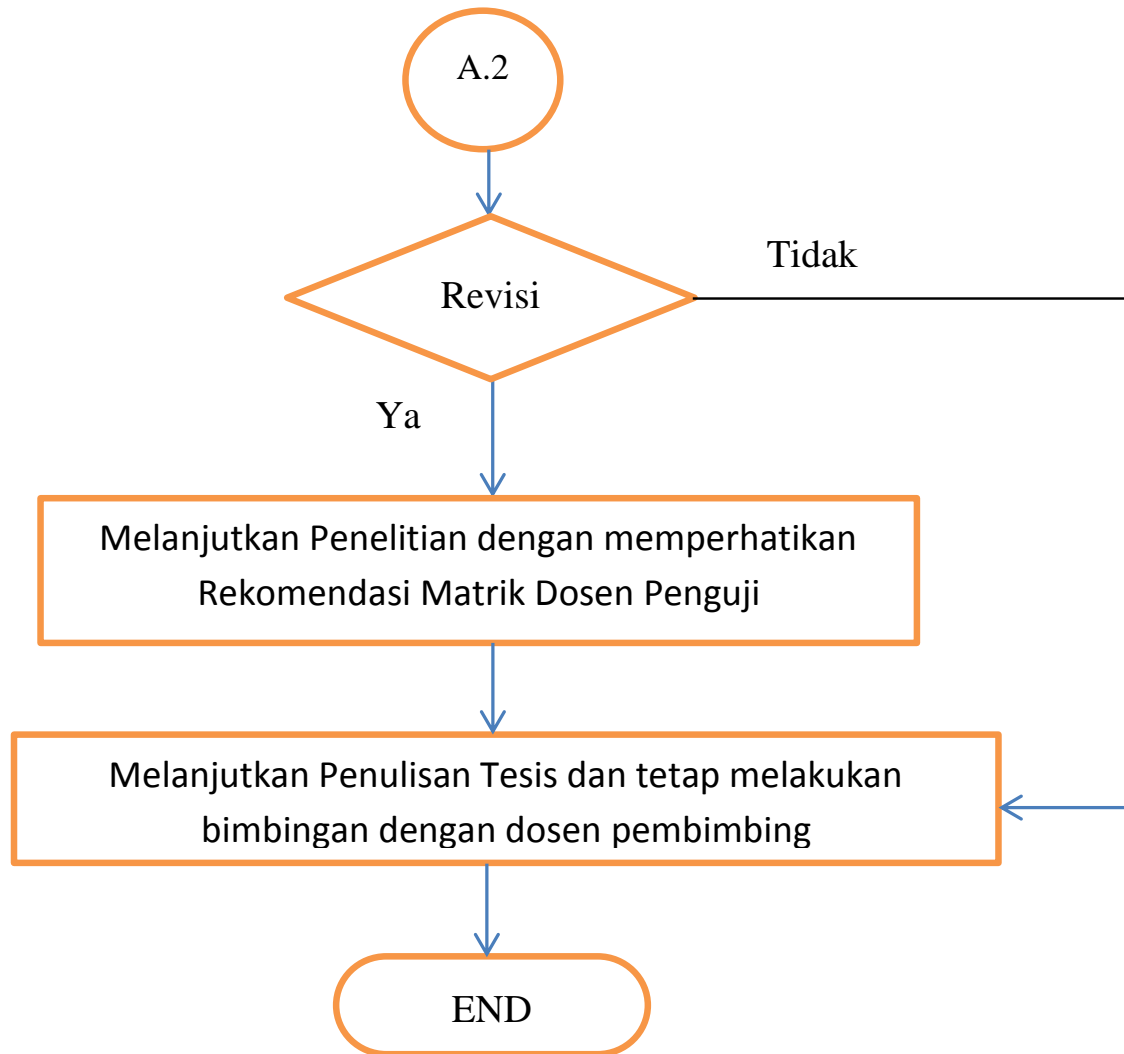 A.2
Tidak
Revisi
Ya
Melanjutkan Penelitian dengan memperhatikan
Rekomendasi Matrik Dosen Penguji
Melanjutkan Penulisan Tesis dan tetap melakukan
bimbingan dengan dosen pembimbing
END